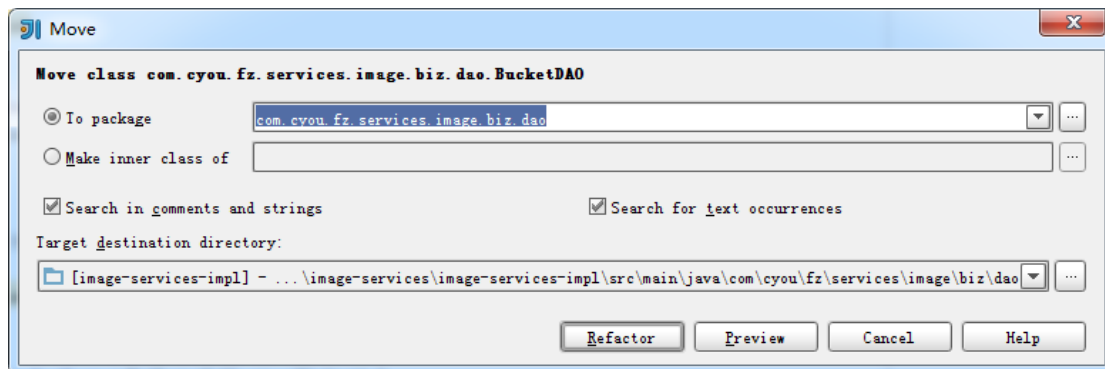 Move
Move class com.cyou.fz.services.image.biz.dao.BucketDAO
To package com.cyou.fz.services.image.biz.dao ...
Make inner class of ...
Search in comments and strings Search for text occurrences
Target destination directory:
[image-services-impl] - ...\image-services\image-services-impl\src\main\java\com\cyou\fz\services\image\biz\dao ...
Refactor Preview Cancel Help